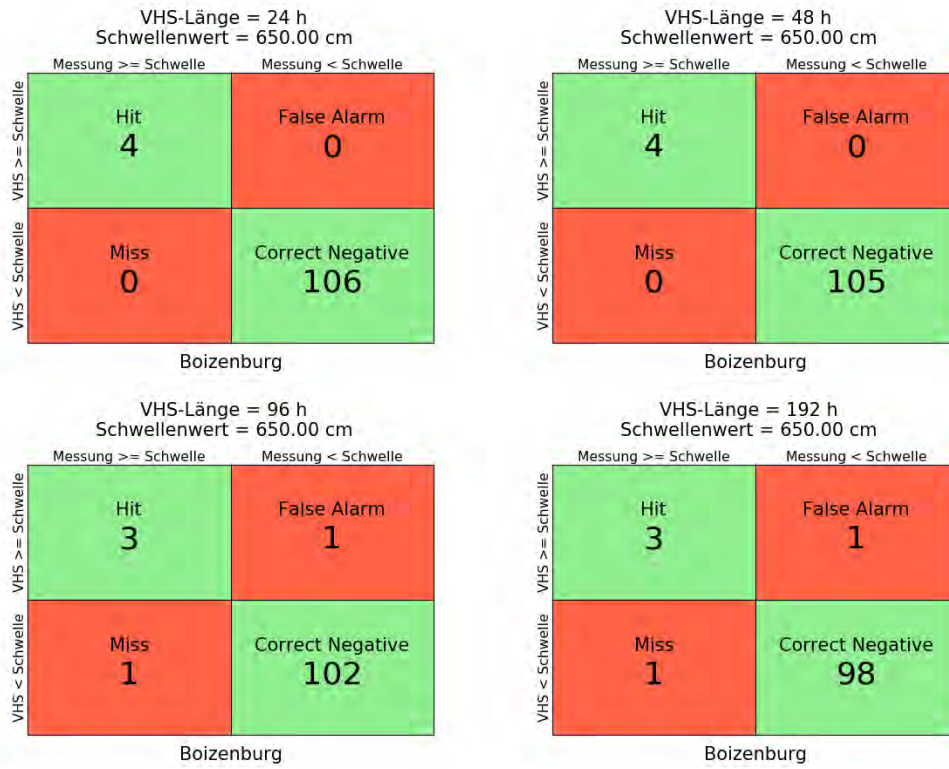 VHS-Länge = 24 h
Schwellenwert = 650.00 cm
Messung >= Schwelle
Messung < Schwelle
VHS >= Schwelle
Hit
4
False Alarm
0
VHS < Schwelle
Miss
0
Correct Negative
106
Boizenburg
VHS-Länge = 48 h
Schwellenwert = 650.00 cm
Messung >= Schwelle
Messung < Schwelle
VHS >= Schwelle
Hit
4
False Alarm
0
VHS < Schwelle
Miss
0
Correct Negative
105
Boizenburg
VHS-Länge = 96 h
Schwellenwert = 650.00 cm
Messung >= Schwelle
Messung < Schwelle
VHS >= Schwelle
Hit
3
False Alarm
1
VHS < Schwelle
Miss
1
Correct Negative
102
Boizenburg
VHS-Länge = 192 h
Schwellenwert = 650.00 cm
Messung >= Schwelle
Messung < Schwelle
VHS >= Schwelle
Hit
3
False Alarm
1
VHS < Schwelle
Miss
1
Correct Negative
98
Boizenburg